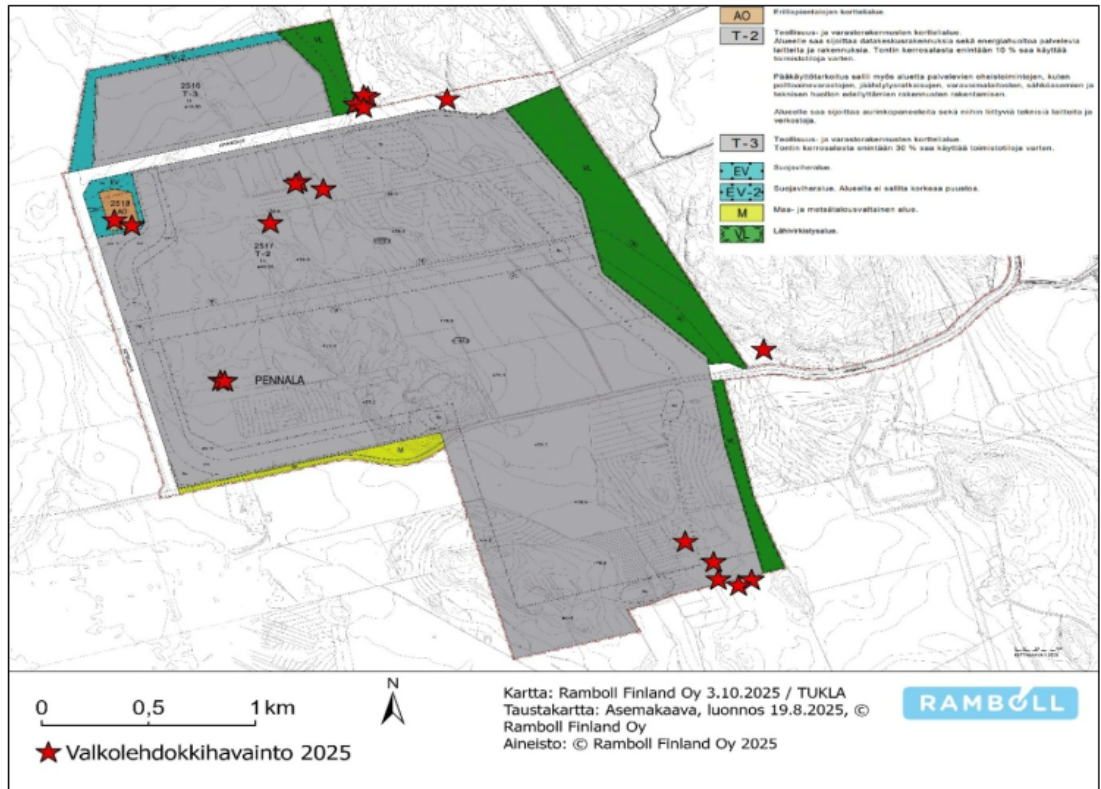 AO Erillispientalojen korttelialue.
T-2 Teollisuus- ja varastorakennusten korttelialue.
Alueelle saa sijoittaa datakeskusrakennuksia sekä energiahuoltoa palvelevia
laitteita ja rakennuksia. Tontin kerrosalasta enintään 10 % saa käyttää
toimistotiloja varten.
Pääkäyttötarkoitus sallii myös aluetta palvelevien oheistoimintojen, kuten
polttoainevarastojen, jäähdytysratkaisujen, varavoimalaitosten, sähköasemien ja
teknisen huollon edellyttämien rakennusten rakentamisen.
Alueelle saa sijoittaa aurinkopaneeleita sekä niihin liittyviä teknisiä laitteita ja
verkostoja.
T-3 Teollisuus- ja varastorakennusten korttelialue.
Tontin kerrosalasta enintään 30 % saa käyttää toimistotiloja varten.
EV Suojaviheralue.
EV-2 Suojaviheralue. Alueella ei sallita korkeaa puustoa.
M Maa- ja metsätalousvaltainen alue.
VL Lähivirkistysalue.
EV-2
VL
2516
T-3
EV
2518
AO
2517
T-2
PENNALA
M
0 0,5 1 km
N
Valkolehdokkihavainto 2025
Kartta: Ramboll Finland Oy 3.10.2025 / TUKLA
Taustakartta: Asemakaava, luonnos 19.8.2025, ©
Ramboll Finland Oy
Aineisto: © Ramboll Finland Oy 2025
RAMBOLL